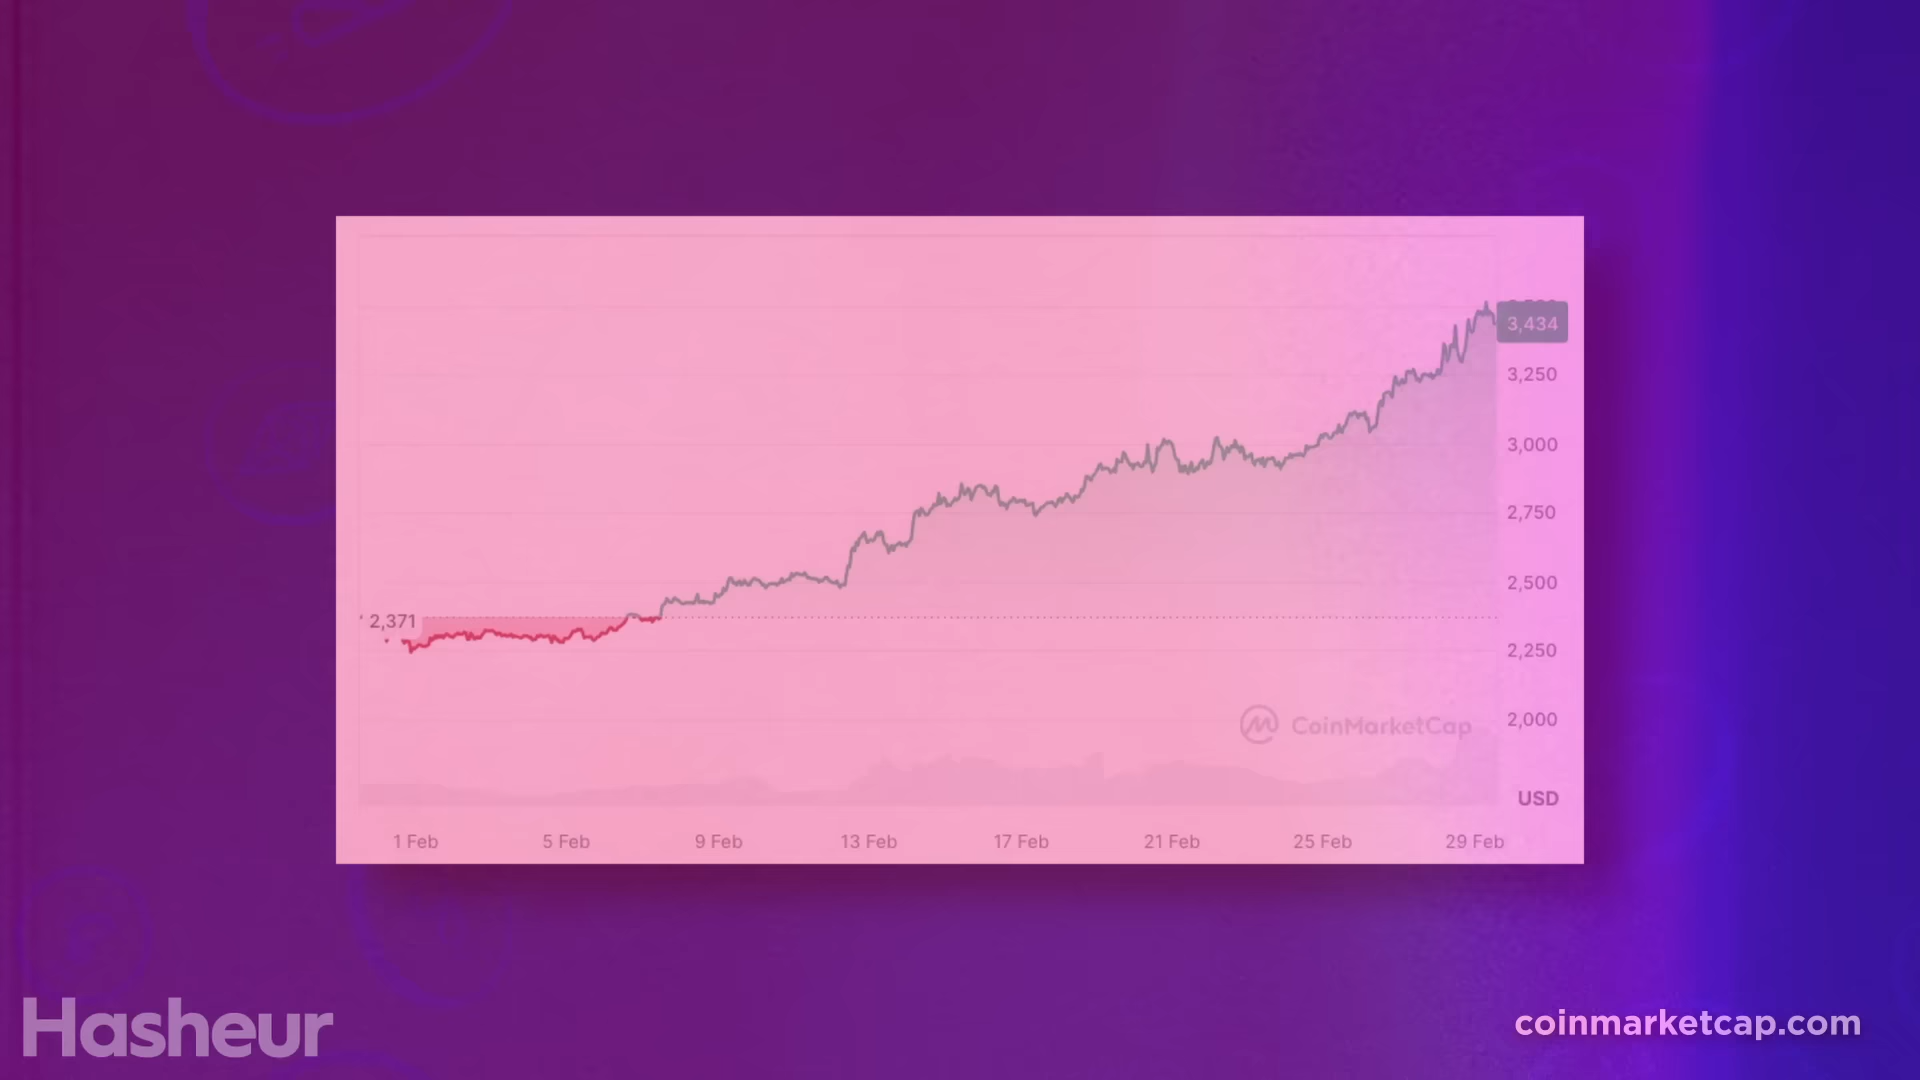 3,434
3,250
3,000
2,750
2,500
2,371
2,250
2,000
CoinMarketCap
USD
1 Feb
5 Feb
9 Feb
13 Feb
17 Feb
21 Feb
25 Feb
29 Feb
Hasheur
coinmarketcap.com